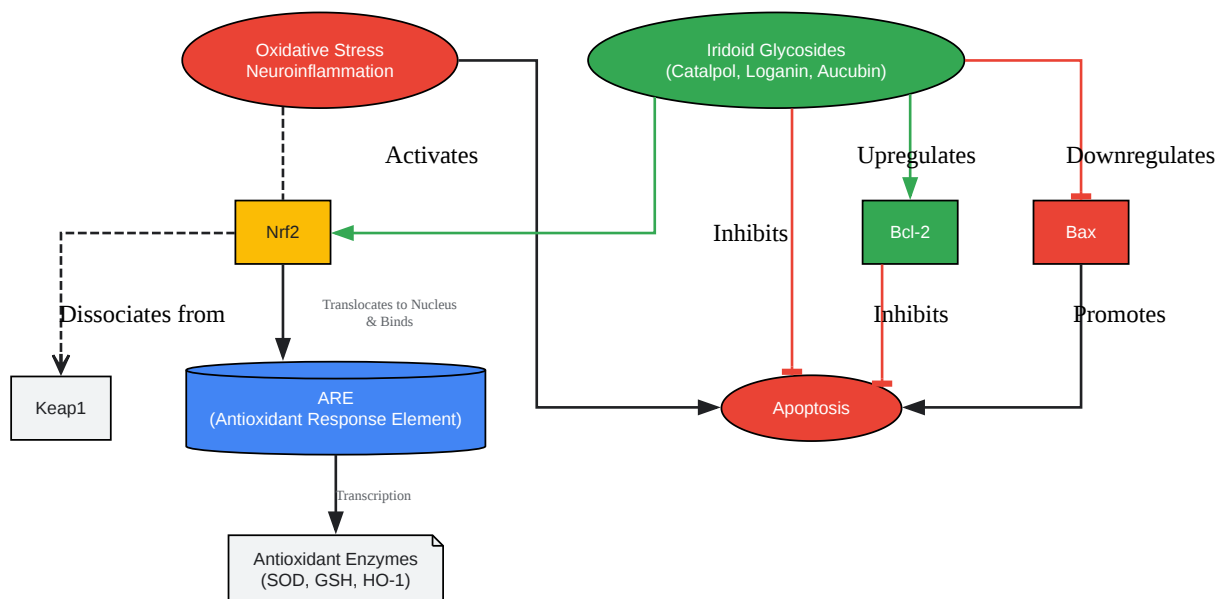 Oxidative Stress
Neuroinflammation
Iridoid Glycosides
(Catalpol, Loganin, Aucubin)
Activates
Upregulates
Downregulates
Nrf2
Inhibits
Bcl-2
Bax
Dissociates from
Translocates to Nucleus
& Binds
Inhibits
Promotes
Keap1
ARE
(Antioxidant Response Element)
Apoptosis
Transcription
Antioxidant Enzymes
(SOD, GSH, HO-1)